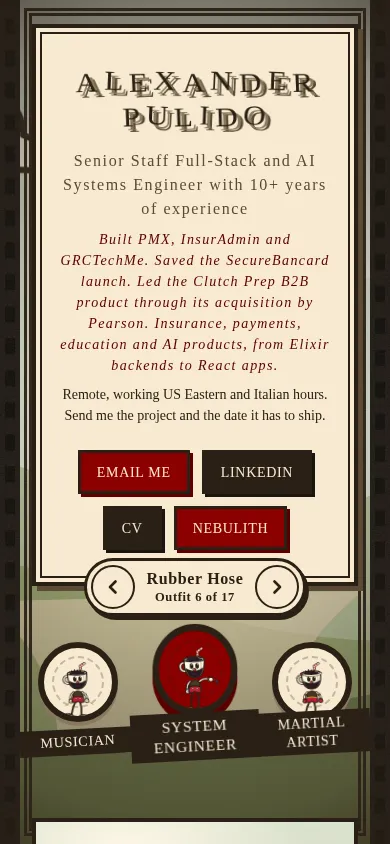 ALEXANDER
PULIDO
Senior Staff Full-Stack and AI
Systems Engineer with 10+ years
of experience
Built PMX, InsurAdmin and
GRCTechMe. Saved the SecureBancard
launch. Led the Clutch Prep B2B
product through its acquisition by
Pearson. Insurance, payments,
education and AI products, from Elixir
backends to React apps.
Remote, working US Eastern and Italian hours.
Send me the project and the date it has to ship.
EMAIL ME
LINKEDIN
CV
NEBULITH
Rubber Hose
Outfit 6 of 17
MUSICIAN
SYSTEM
ENGINEER
MARTIAL
ARTIST